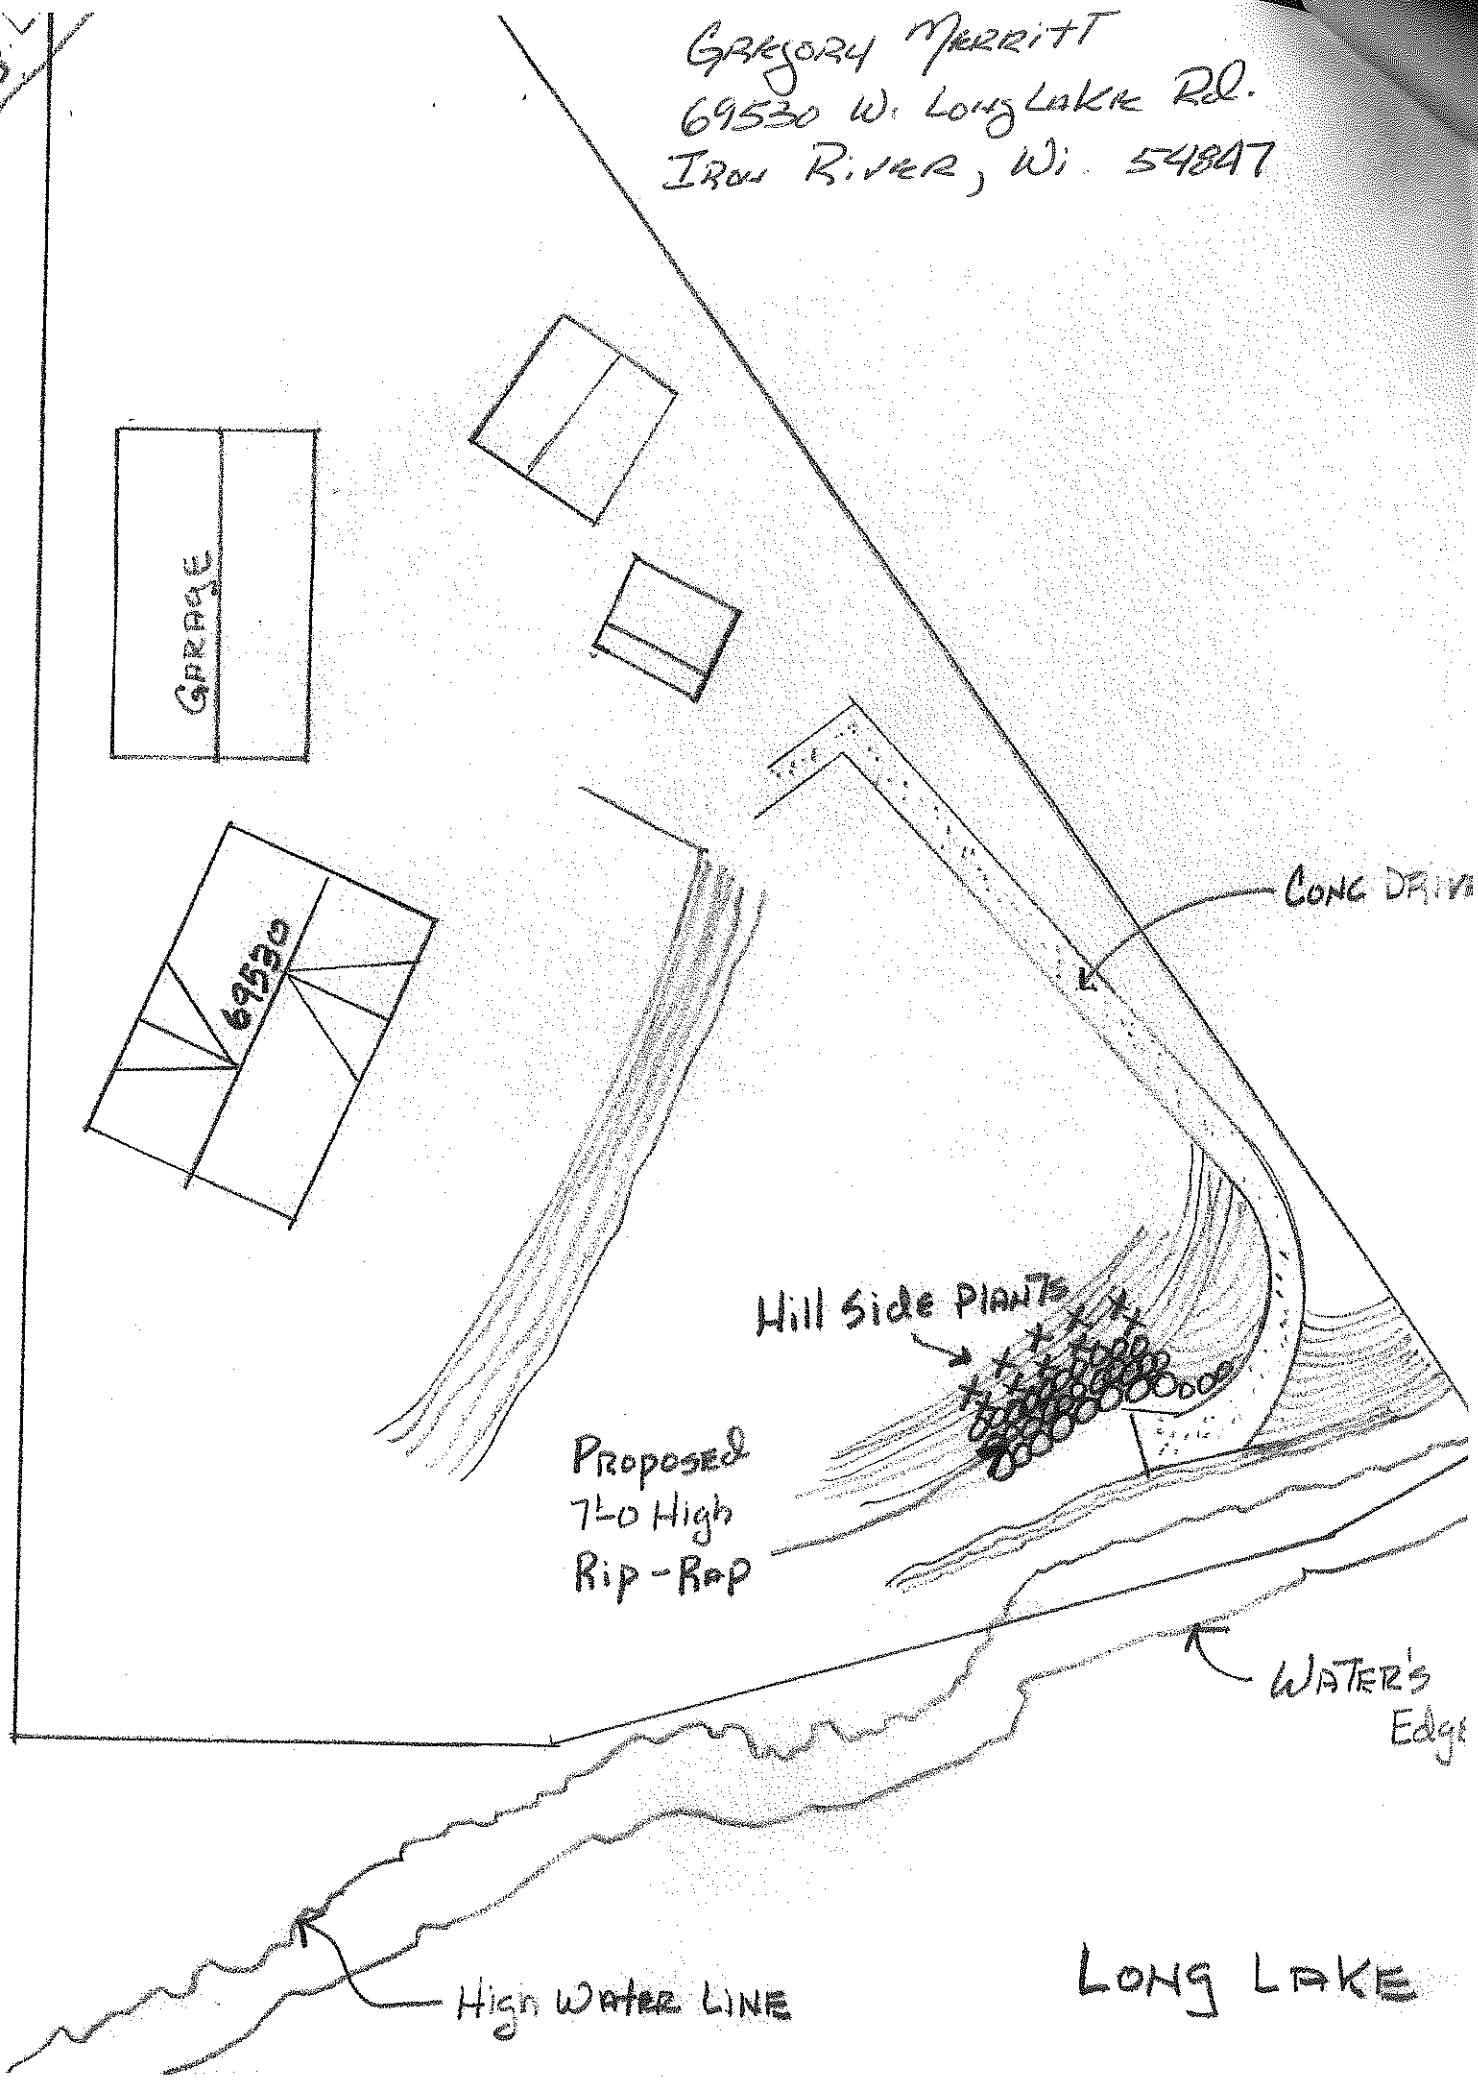 Gregory Merritt
69530 W. Long Lake Rd.
Iron River, Wi. 54847
GARAGE
69530
Conc Drive
Hill Side Plants
Proposed
7'-0 High
Rip-Rap
Water's
Edge
High Water Line
Long Lake